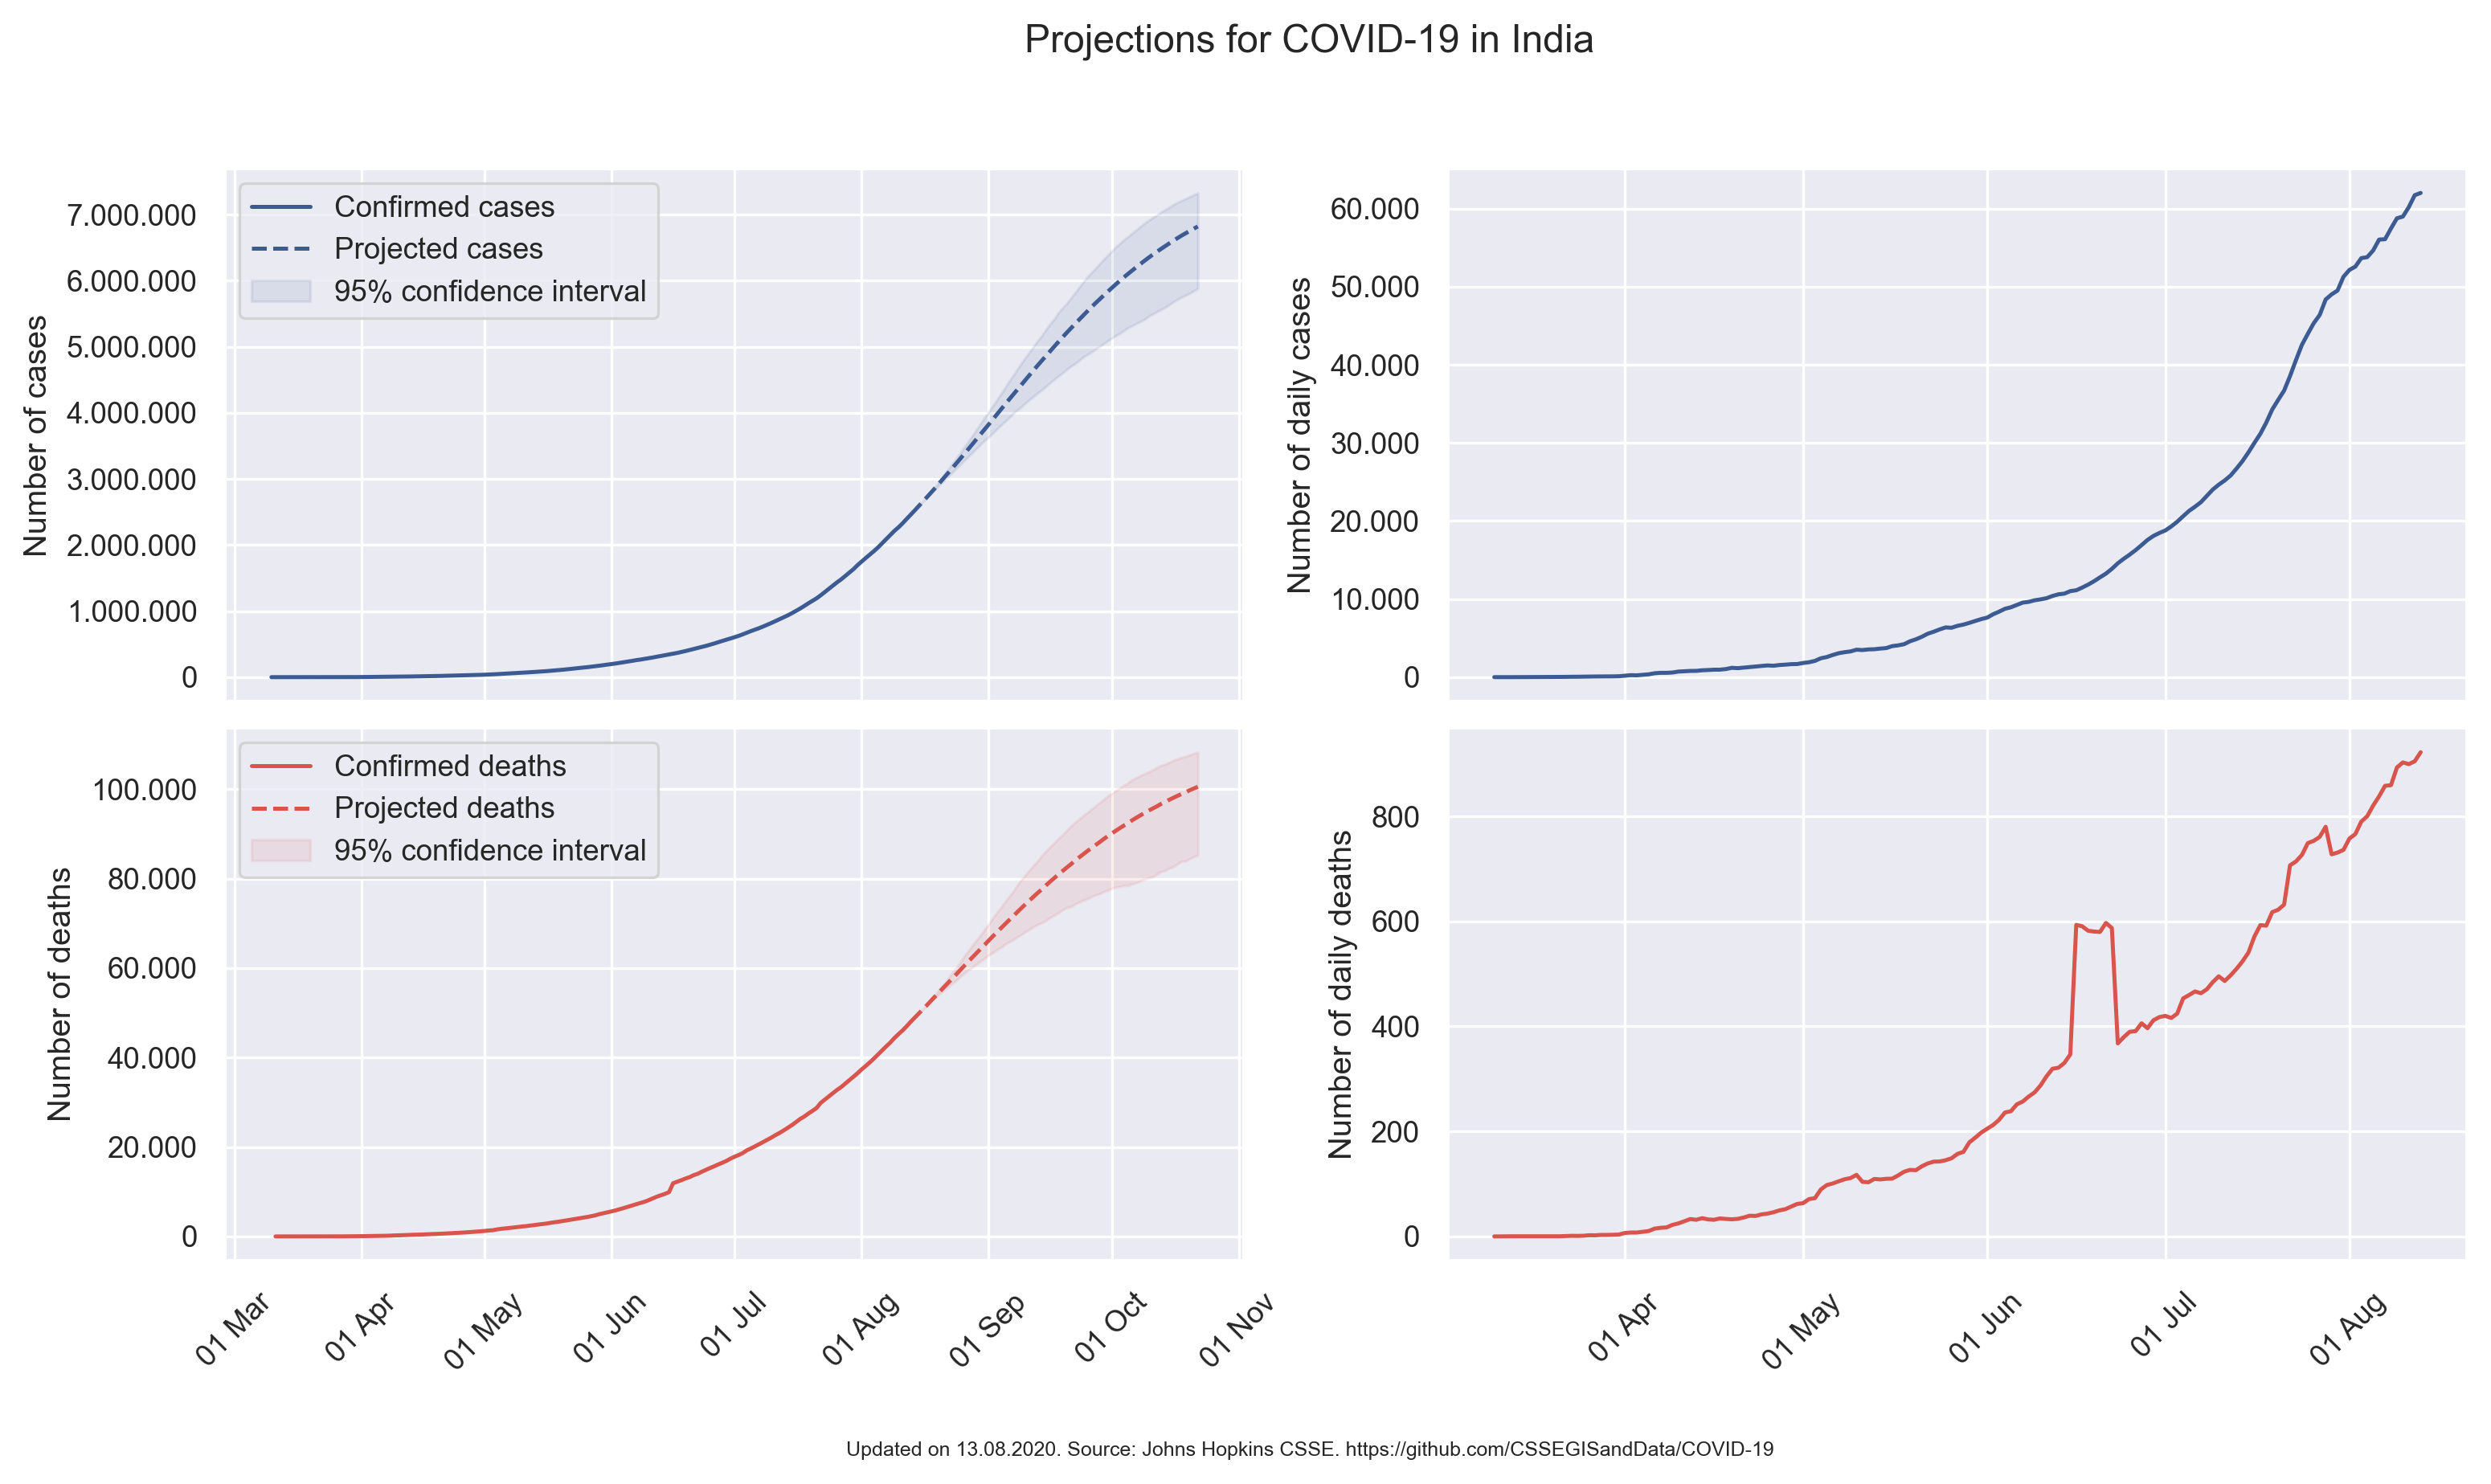 Projections for COVID-19 in India
Number of cases
7.000.000
6.000.000
5.000.000
4.000.000
3.000.000
2.000.000
1.000.000
0
Confirmed cases
Projected cases
95% confidence interval
Number of daily cases
60.000
50.000
40.000
30.000
20.000
10.000
0
Number of deaths
100.000
80.000
60.000
40.000
20.000
0
Confirmed deaths
Projected deaths
95% confidence interval
01 Mar
01 Apr
01 May
01 Jun
01 Jul
01 Aug
01 Sep
01 Oct
01 Nov
Number of daily deaths
800
600
400
200
0
01 Apr
01 May
01 Jun
01 Jul
01 Aug
Updated on 13.08.2020. Source: Johns Hopkins CSSE. https://github.com/CSSEGISandData/COVID-19